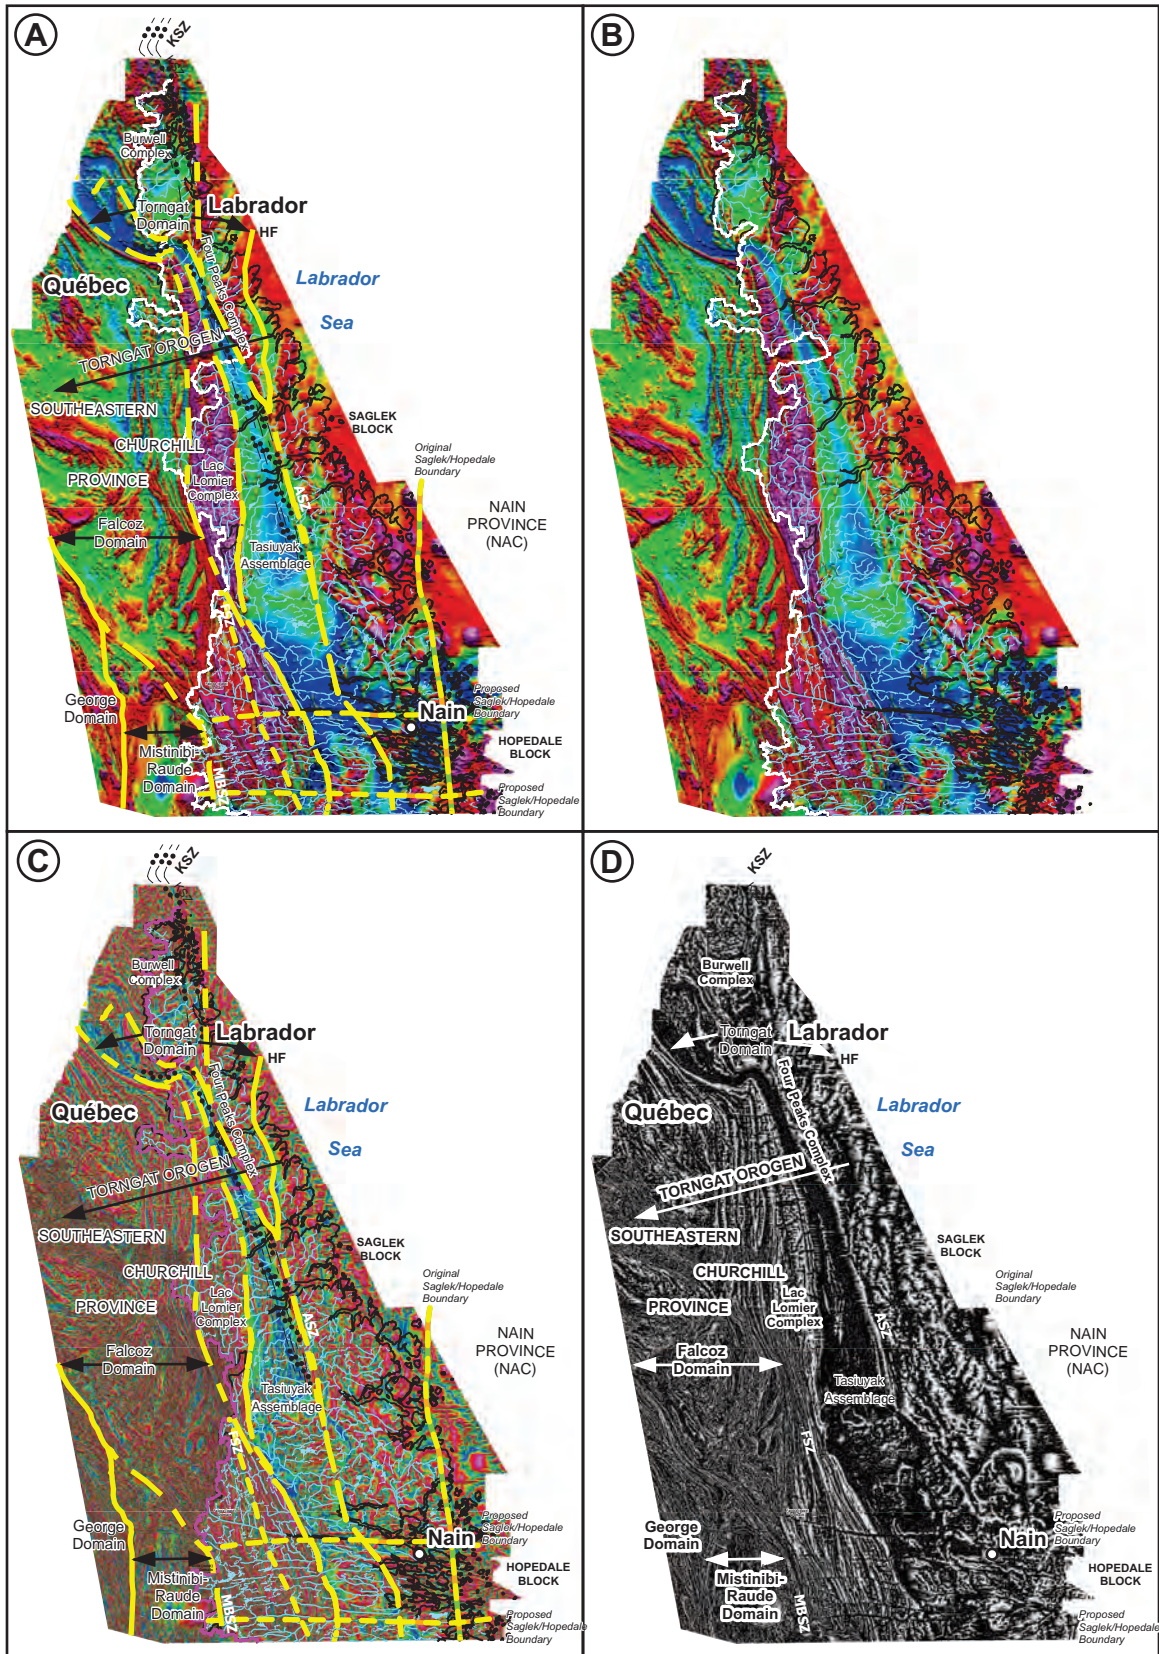 A
KSZ
Burwell
Complex
Torngat
Domain
Labrador
HF
Four Peaks Complex
Québec
Labrador
Sea
TORNGAT OROGEN
SOUTHEASTERN
CHURCHILL
PROVINCE
SAGLEK
BLOCK
Original
Saglek/Hopedale
Boundary
Lac
Lomier
Complex
ASZ
NAIN
PROVINCE
(NAC)
Falcoz
Domain
Tasiuyak
Assemblage
FSZ
George
Domain
Proposed
Saglek/Hopedale
Boundary
Nain
HOPEDALE
BLOCK
Mistinibi-
Raude
Domain
MBSZ
Proposed
Saglek/Hopedale
Boundary
B
C
KSZ
Burwell
Complex
Torngat
Domain
Labrador
HF
Four Peaks Complex
Québec
Labrador
Sea
TORNGAT OROGEN
SOUTHEASTERN
CHURCHILL
PROVINCE
SAGLEK
BLOCK
Original
Saglek/Hopedale
Boundary
Lac
Lomier
Complex
ASZ
NAIN
PROVINCE
(NAC)
Falcoz
Domain
Tasiuyak
Assemblage
FSZ
George
Domain
Proposed
Saglek/Hopedale
Boundary
Nain
HOPEDALE
BLOCK
Mistinibi-
Raude
Domain
MBSZ
Proposed
Saglek/Hopedale
Boundary
D
KSZ
Burwell
Complex
Torngat
Domain
Labrador
HF
Four Peaks Complex
Québec
Labrador
Sea
TORNGAT OROGEN
SOUTHEASTERN
CHURCHILL
PROVINCE
SAGLEK
BLOCK
Original
Saglek/Hopedale
Boundary
Lac
Lomier
Complex
ASZ
NAIN
PROVINCE
(NAC)
Falcoz
Domain
Tasiuyak
Assemblage
FSZ
George
Domain
Proposed
Saglek/Hopedale
Boundary
Nain
HOPEDALE
BLOCK
Mistinibi-
Raude
Domain
MBSZ
Proposed
Saglek/Hopedale
Boundary